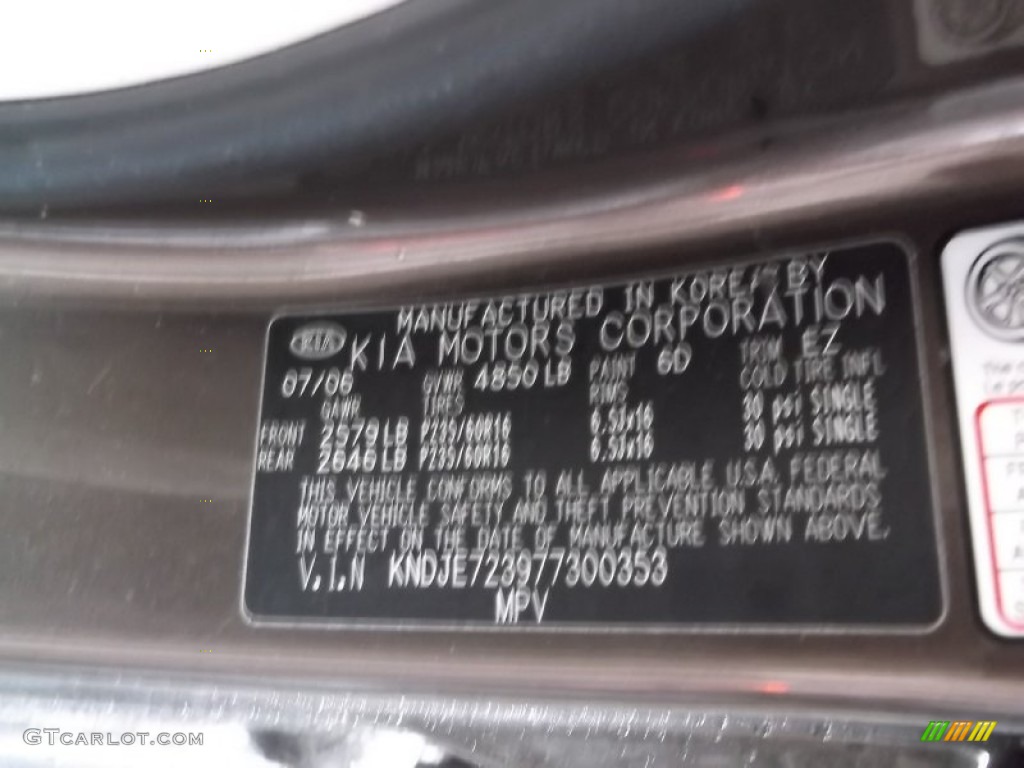 MANUFACTURED IN KOREA BY
KIA KIA MOTORS CORPORATION
07/06 GVWR 4850 LB PAINT 6D TRIM EZ
GAWR TIRES RIMS COLD TIRE INFL
FRONT 2579 LB P235/60R16 6.5Jx16 30 psi SINGLE
REAR 2646 LB P235/60R16 6.5Jx16 30 psi SINGLE
THIS VEHICLE CONFORMS TO ALL APPLICABLE U.S.A. FEDERAL
MOTOR VEHICLE SAFETY AND THEFT PREVENTION STANDARDS
IN EFFECT ON THE DATE OF MANUFACTURE SHOWN ABOVE.
V.I.N KNDJE723977300353
MPV
GTcarlot.com